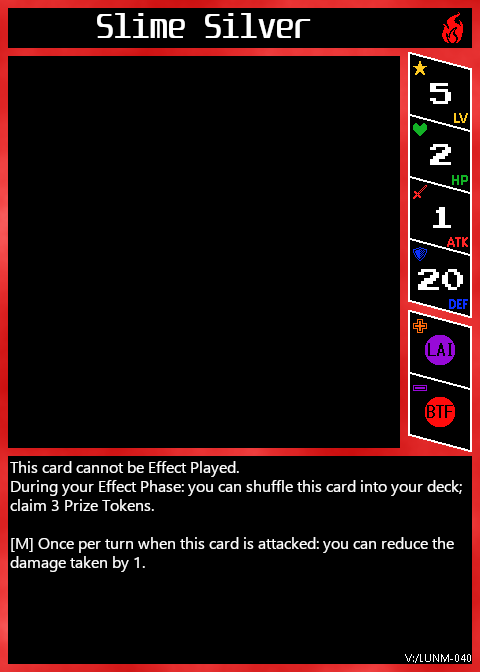 Slime Silver
5
LV
2
HP
1
ATK
20
DEF
LAI
BTF
This card cannot be Effect Played.
During your Effect Phase: you can shuffle this card into your deck;
claim 3 Prize Tokens.
[M] Once per turn when this card is attacked: you can reduce the
damage taken by 1.
V:/LUNM-040